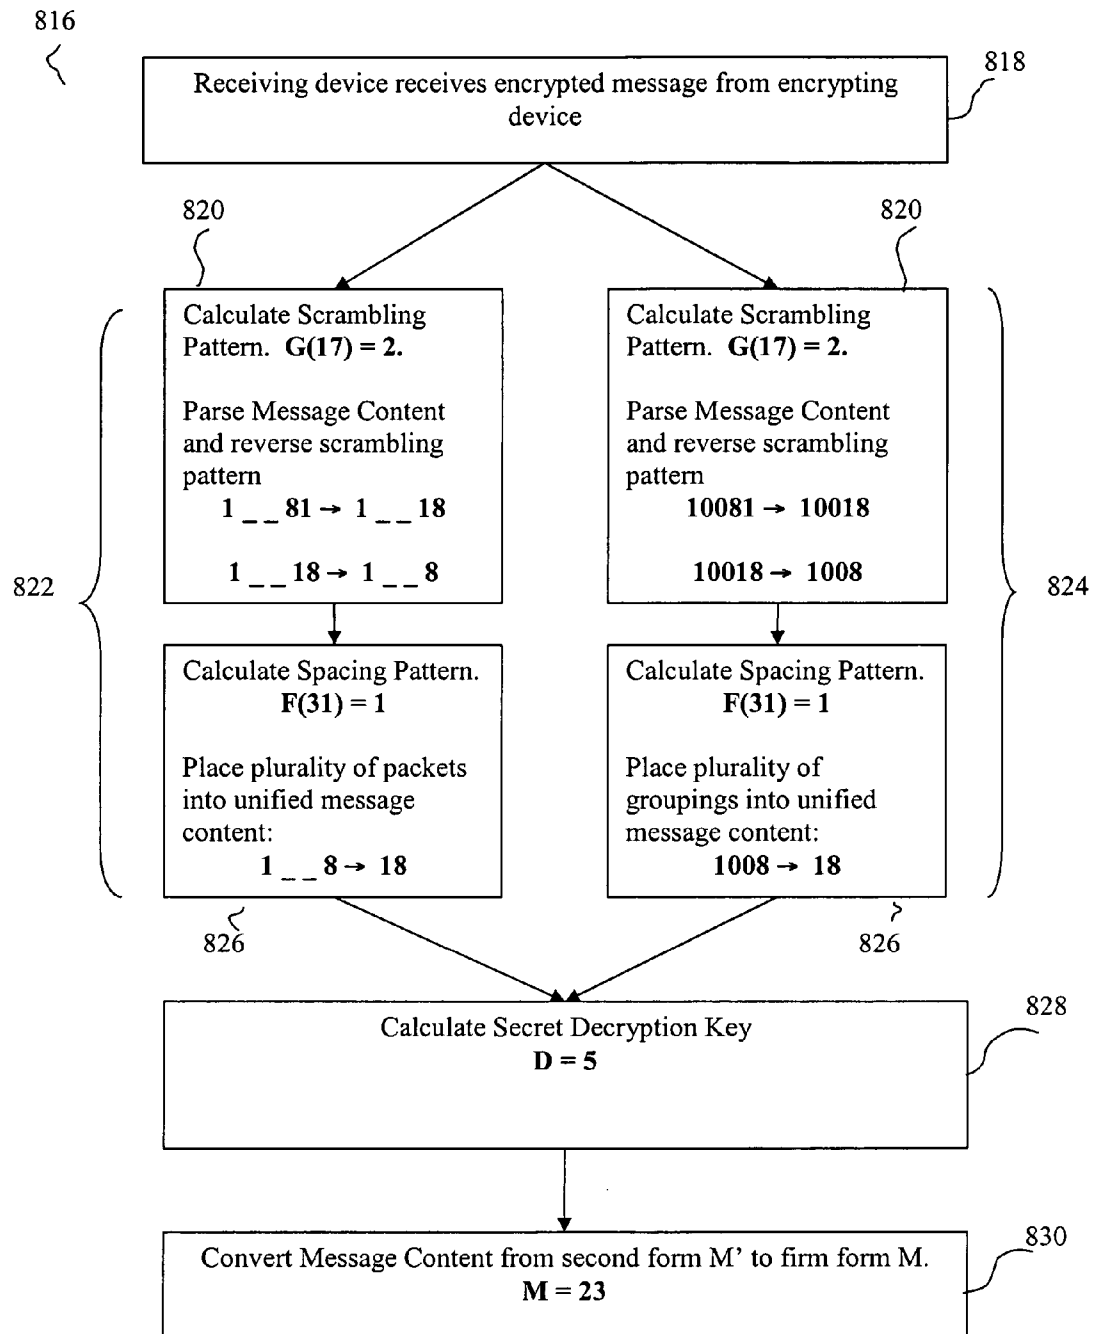 816
818
Receiving device receives encrypted message from encrypting
device
820
820
Calculate Scrambling
Pattern. G(17) = 2.
Parse Message Content
and reverse scrambling
pattern
1 _ _ 81 → 1 _ _ 18
1 _ _ 18 → 1 _ _ 8
Calculate Scrambling
Pattern. G(17) = 2.
Parse Message Content
and reverse scrambling
pattern
10081 → 10018
10018 → 1008
822
824
Calculate Spacing Pattern.
F(31) = 1
Place plurality of packets
into unified message
content:
1 _ _ 8 → 18
Calculate Spacing Pattern.
F(31) = 1
Place plurality of
groupings into unified
message content:
1008 → 18
826
826
828
Calculate Secret Decryption Key
D = 5
830
Convert Message Content from second form M' to firm form M.
M = 23